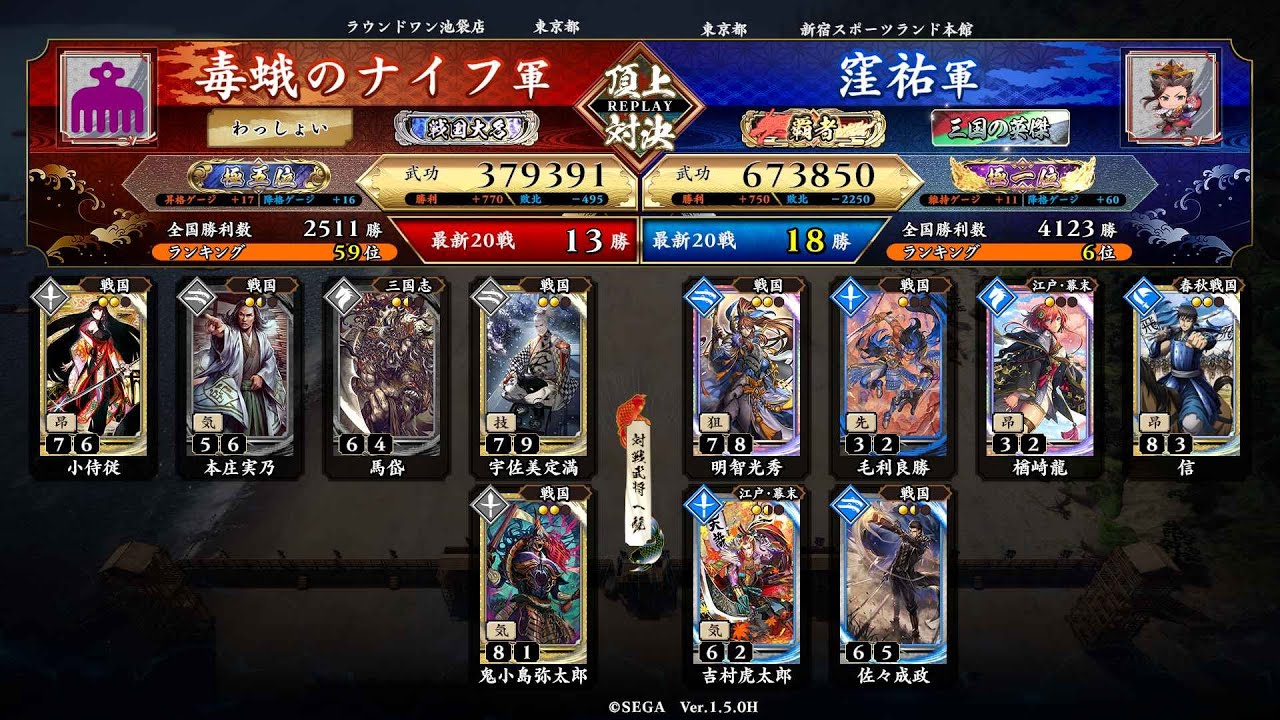 ラウンドワン池袋店 東京都
東京都 新宿スポーツランド本館
毒蛾のナイフ軍
頂上
REPLAY
対決
窪祐軍
わっしょい
戦国大名
覇者
三国の英傑
極五位
武功 379391
昇格ゲージ +17 降格ゲージ +16
勝利 +770 敗北 -495
武功 673850
勝利 +750 敗北 -2250
極一位
維持ゲージ +11 降格ゲージ +60
全国勝利数 2511勝
ランキング 59位
最新20戦 13勝
最新20戦 18勝
全国勝利数 4123勝
ランキング 6位
戦国
昂
7 6
小侍従
戦国
気
5 6
本庄実乃
三国志
6 4
馬岱
戦国
技
7 9
宇佐美定満
戦国
狙
7 8
明智光秀
戦国
先
3 2
毛利良勝
江戸・幕末
昂
3 2
楢崎龍
春秋戦国
昂
8 3
信
対戦武将一覧
戦国
気
8 1
鬼小島弥太郎
江戸・幕末
気
6 2
吉村虎太郎
戦国
6 5
佐々成政
©SEGA Ver.1.5.0H